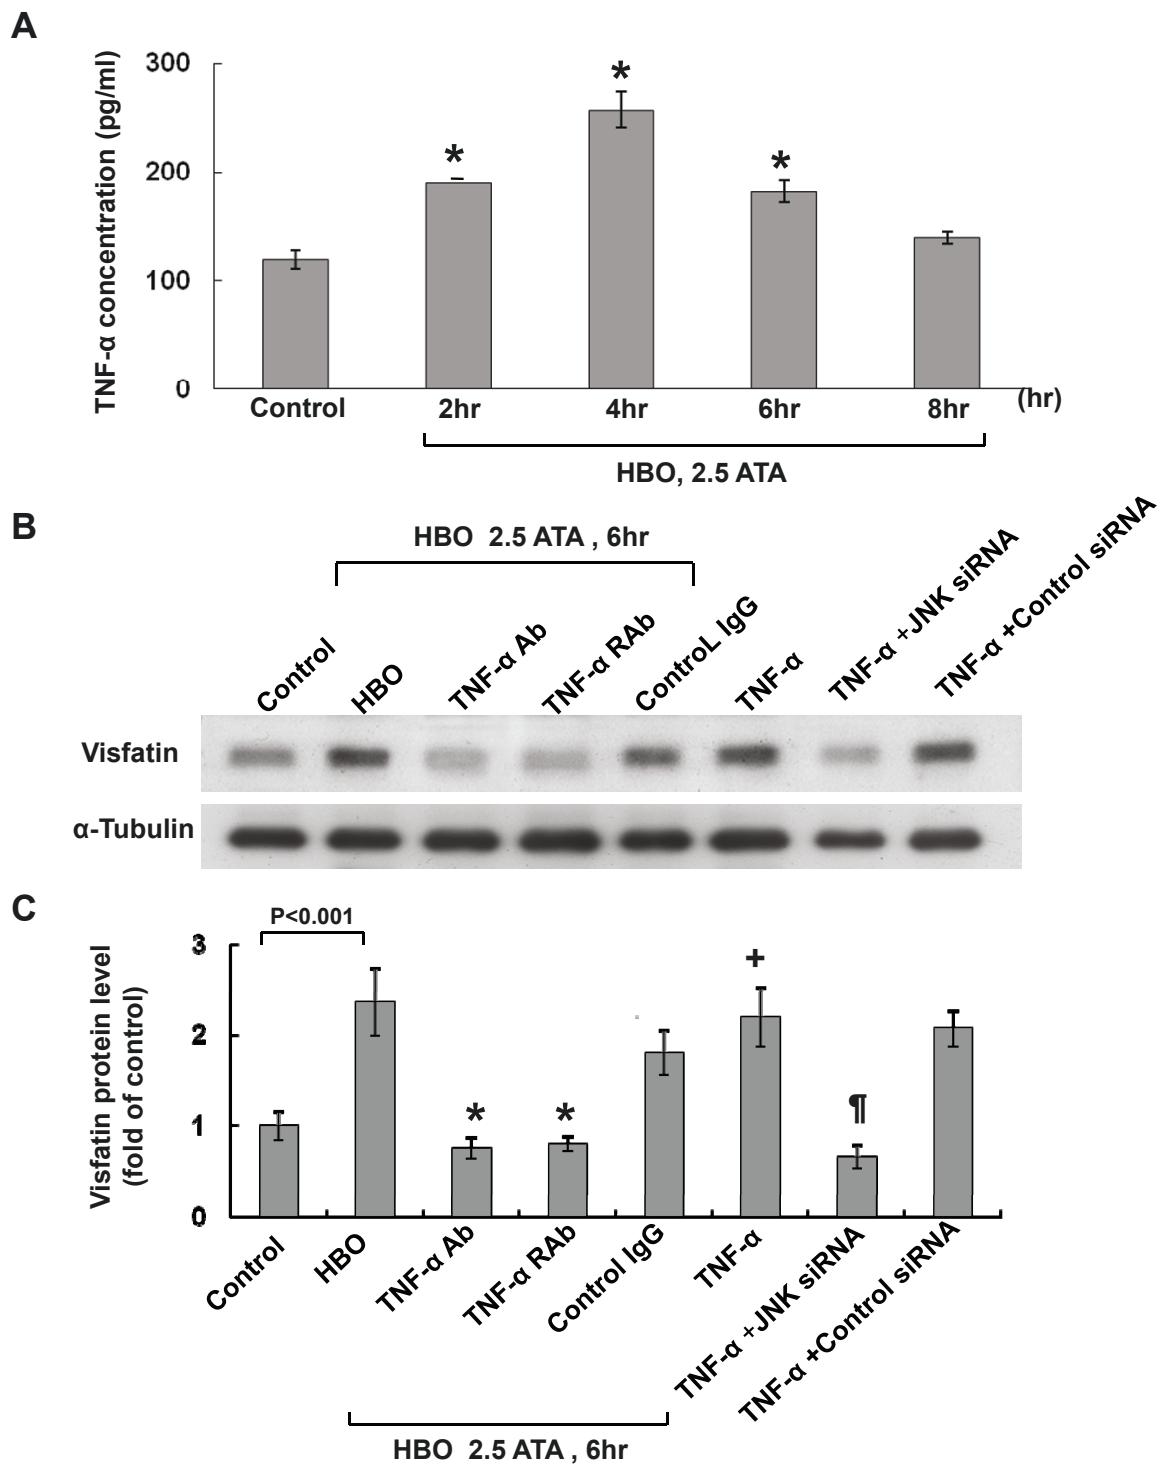 A
TNF-α concentration (pg/ml)
300
200
100
0
*
*
*
Control
2hr
4hr
6hr
8hr
(hr)
HBO, 2.5 ATA
B
HBO 2.5 ATA , 6hr
Control
HBO
TNF-α Ab
TNF-α RAb
ControL IgG
TNF-α
TNF-α +JNK siRNA
TNF-α +Control siRNA
Visfatin
α-Tubulin
C
P<0.001
Visfatin protein level
(fold of control)
3
2
1
0
*
*
+
¶
Control
HBO
TNF-α Ab
TNF-α RAb
Control IgG
TNF-α
TNF-α +JNK siRNA
TNF-α +Control siRNA
HBO 2.5 ATA , 6hr